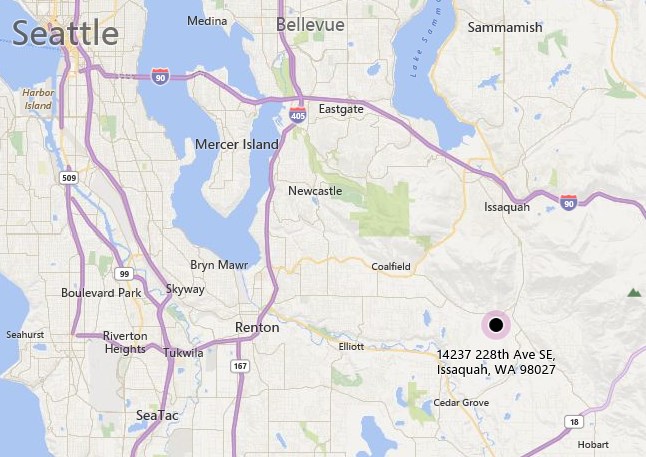 Medina
Bellevue
Seattle
Sammamish
Lake Samm
90
Harbor
Island
Eastgate
405
Mercer Island
509
Newcastle
Issaquah
90
Bryn Mawr
Coalfield
99
Skyway
Boulevard Park
Renton
Seahurst
Riverton
Heights
Tukwila
Elliott
14237 228th Ave SE,
Issaquah, WA 98027
167
Cedar Grove
SeaTac
18
Hobart